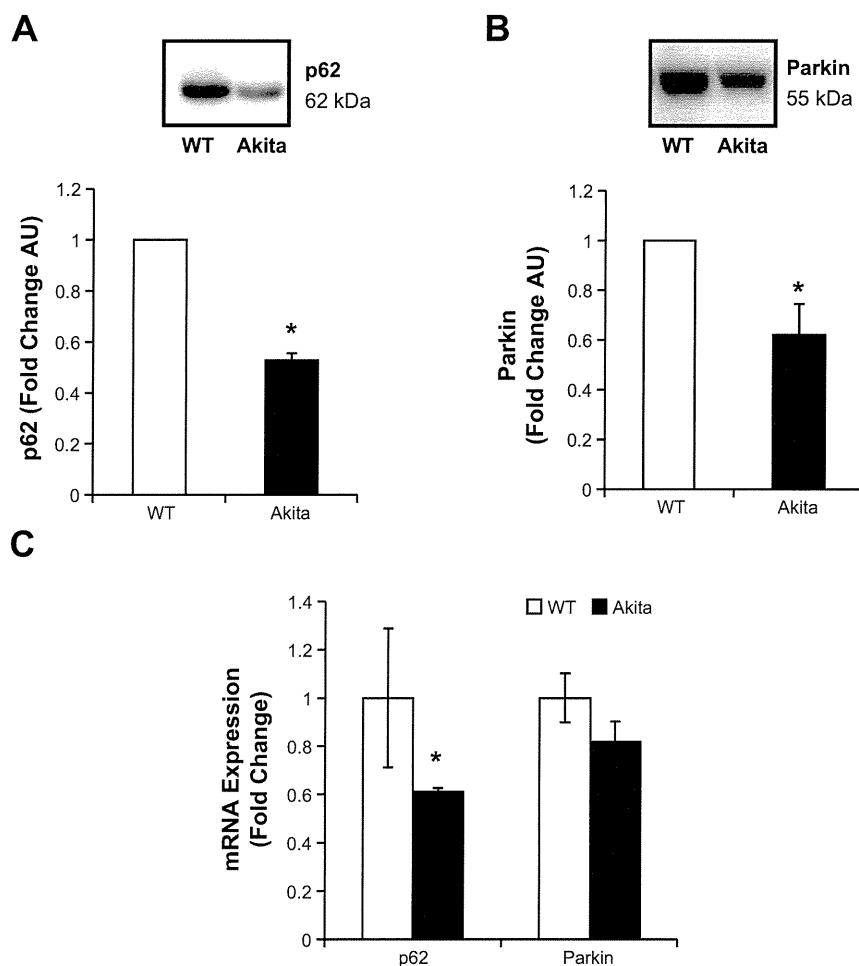 A
p62
62 kDa
WT Akita
p62 (Fold Change AU)
1.2
1
0.8
0.6
0.4
0.2
0
*
WT Akita
B
Parkin
55 kDa
WT Akita
Parkin
(Fold Change AU)
1.2
1
0.8
0.6
0.4
0.2
0
*
WT Akita
C
WT Akita
mRNA Expression
(Fold Change)
1.4
1.2
1
0.8
0.6
0.4
0.2
0
*
p62 Parkin